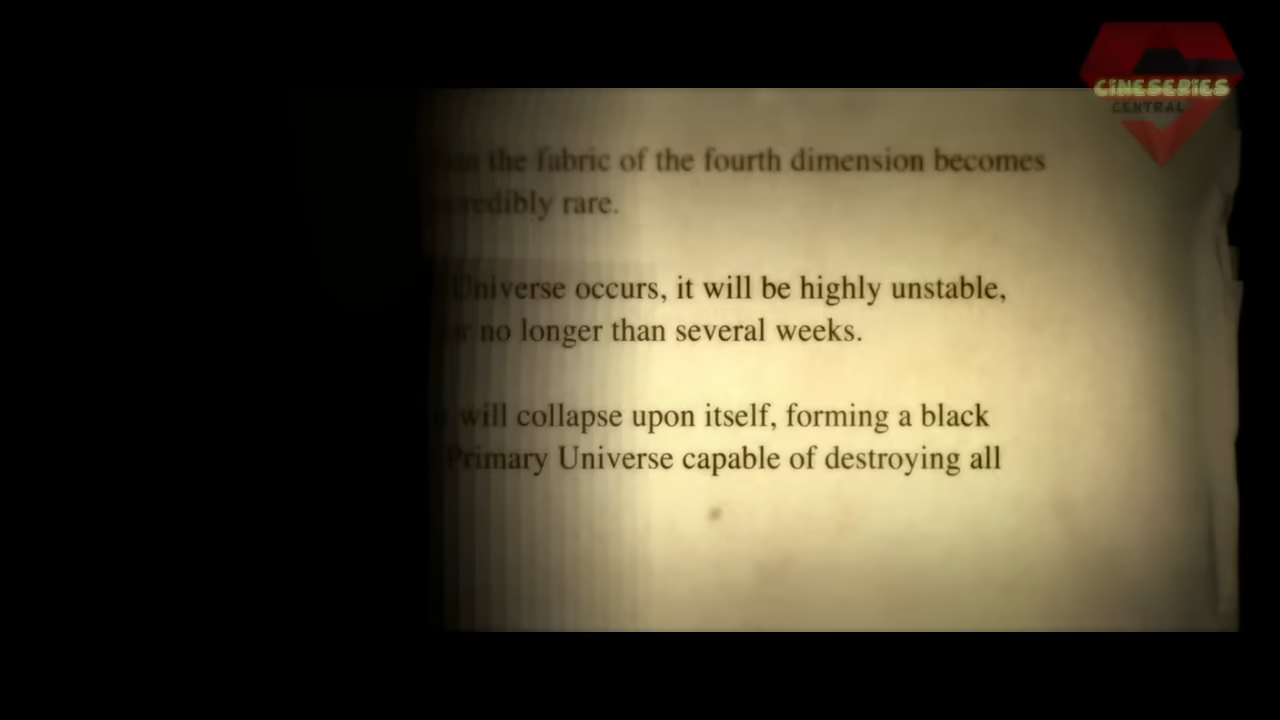 the fabric of the fourth dimension becomes
rare.
Universe occurs, it will be highly unstable,
no longer than several weeks.
will collapse upon itself, forming a black
Primary Universe capable of destroying all
CINESERIES
CENTRAL